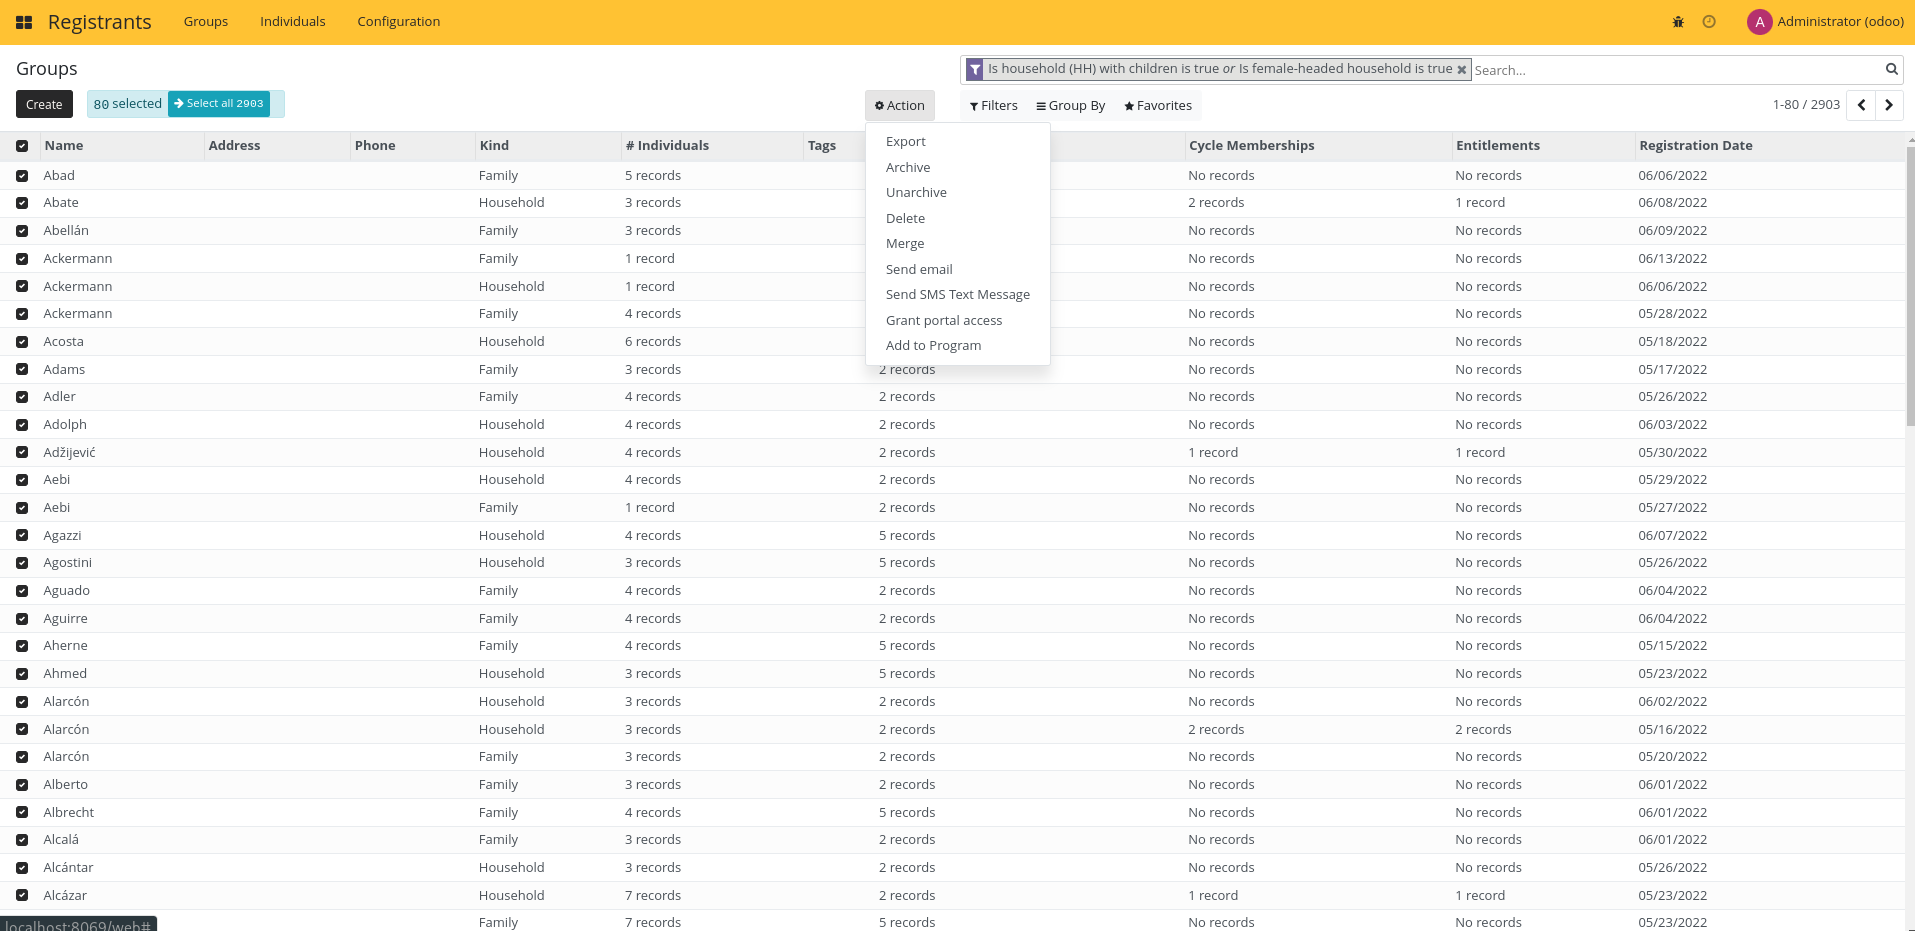 Registrants Groups Individuals Configuration A Administrator (odoo)
Groups Is household (HH) with children is true or Is female-headed household is true Search...
Create 80 selected Select all 2903 Action Filters Group By Favorites 1-80 / 2903
Name Address Phone Kind # Individuals Tags Cycle Memberships Entitlements Registration Date
Export
Archive
Unarchive
Delete
Merge
Send email
Send SMS Text Message
Grant portal access
Add to Program
Abad Family 5 records No records No records 06/06/2022
Abate Household 3 records 2 records 1 record 06/08/2022
Abellán Family 3 records No records No records 06/09/2022
Ackermann Family 1 record No records No records 06/13/2022
Ackermann Household 1 record No records No records 06/06/2022
Ackermann Family 4 records No records No records 05/28/2022
Acosta Household 6 records No records No records 05/18/2022
Adams Family 3 records 2 records No records No records 05/17/2022
Adler Family 4 records 2 records No records No records 05/26/2022
Adolph Household 4 records 2 records No records No records 06/03/2022
Adžijević Household 4 records 2 records 1 record 1 record 05/30/2022
Aebi Household 4 records 2 records No records No records 05/29/2022
Aebi Family 1 record 2 records No records No records 05/27/2022
Agazzi Household 4 records 5 records No records No records 06/07/2022
Agostini Household 3 records 5 records No records No records 05/26/2022
Aguado Family 4 records 2 records No records No records 06/04/2022
Aguirre Family 4 records 2 records No records No records 06/04/2022
Aherne Family 4 records 5 records No records No records 05/15/2022
Ahmed Household 3 records 5 records No records No records 05/23/2022
Alarcón Household 3 records 2 records No records No records 06/02/2022
Alarcón Household 3 records 2 records 2 records 2 records 05/16/2022
Alarcón Family 3 records 2 records No records No records 05/20/2022
Alberto Family 3 records 2 records No records No records 06/01/2022
Albrecht Family 4 records 5 records No records No records 06/01/2022
Alcalá Family 3 records 2 records No records No records 06/01/2022
Alcántar Household 3 records 2 records No records No records 05/26/2022
Alcázar Household 7 records 2 records 1 record 1 record 05/23/2022
Family 7 records 5 records No records No records 05/23/2022
localhost:8069/web#